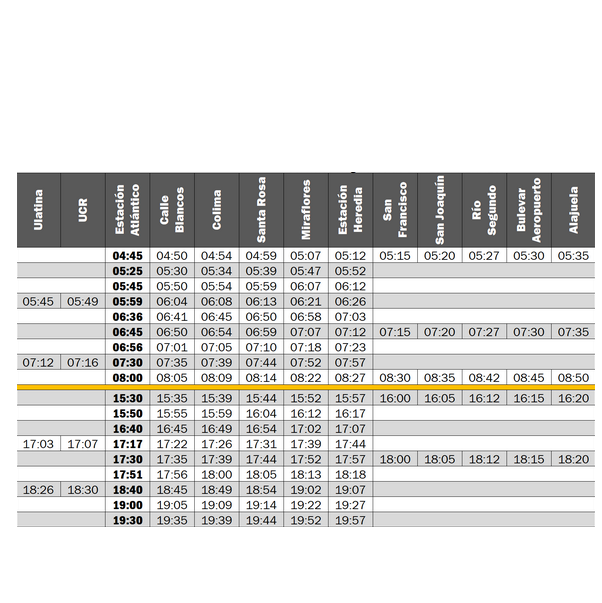 Ulatina UCR Estación Atlántico Calle Blancos Colima Santa Rosa Miraflores Estación Heredia San Francisco San Joaquín Río Segundo Bulevar Aeropuerto Alajuela
04:45 04:50 04:54 04:59 05:07 05:12 05:15 05:20 05:27 05:30 05:35
05:25 05:30 05:34 05:39 05:47 05:52
05:45 05:50 05:54 05:59 06:07 06:12
05:45 05:49 05:59 06:04 06:08 06:13 06:21 06:26
06:36 06:41 06:45 06:50 06:58 07:03
06:45 06:50 06:54 06:59 07:07 07:12 07:15 07:20 07:27 07:30 07:35
06:56 07:01 07:05 07:10 07:18 07:23
07:12 07:16 07:30 07:35 07:39 07:44 07:52 07:57
08:00 08:05 08:09 08:14 08:22 08:27 08:30 08:35 08:42 08:45 08:50
15:30 15:35 15:39 15:44 15:52 15:57 16:00 16:05 16:12 16:15 16:20
15:50 15:55 15:59 16:04 16:12 16:17
16:40 16:45 16:49 16:54 17:02 17:07
17:03 17:07 17:17 17:22 17:26 17:31 17:39 17:44
17:30 17:35 17:39 17:44 17:52 17:57 18:00 18:05 18:12 18:15 18:20
17:51 17:56 18:00 18:05 18:13 18:18
18:26 18:30 18:40 18:45 18:49 18:54 19:02 19:07
19:00 19:05 19:09 19:14 19:22 19:27
19:30 19:35 19:39 19:44 19:52 19:57